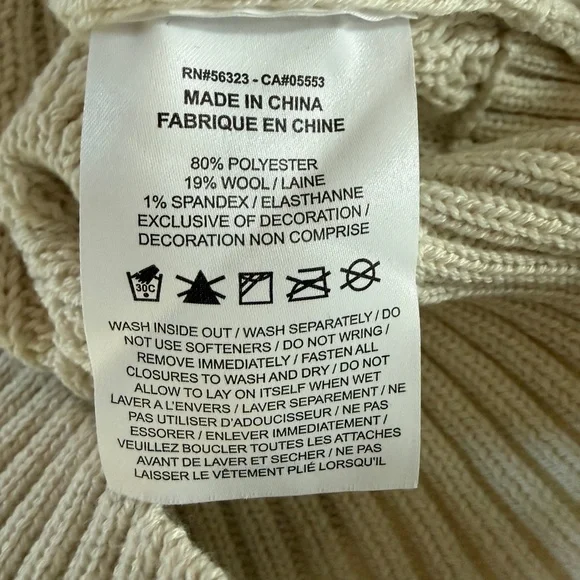 RN#56323 - CA#05553
MADE IN CHINA
FABRIQUE EN CHINE
80% POLYESTER
19% WOOL / LAINE
1% SPANDEX / ELASTHANNE
EXCLUSIVE OF DECORATION /
DECORATION NON COMPRISE
30C
WASH INSIDE OUT / WASH SEPARATELY / DO
NOT USE SOFTENERS / DO NOT WRING /
REMOVE IMMEDIATELY / FASTEN ALL
CLOSURES TO WASH AND DRY / DO NOT
ALLOW TO LAY ON ITSELF WHEN WET
LAVER A L'ENVERS / LAVER SEPAREMENT / NE
PAS UTILISER D'ADOUCISSEUR / NE PAS
ESSORER / ENLEVER IMMEDIATEMENT /
VEUILLEZ BOUCLER TOUTES LES ATTACHES
AVANT DE LAVER ET SECHER / NE PAS
LAISSER LE VÊTEMENT PLIÉ LORSQU'IL